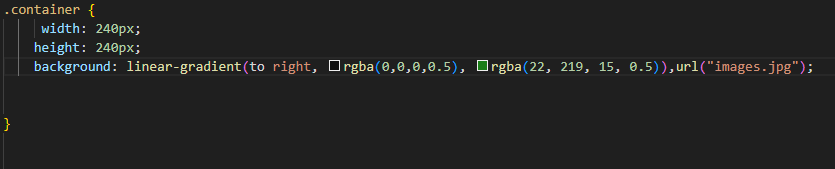 .container {
width: 240px;
height: 240px;
background: linear-gradient(to right, rgba(0,0,0,0.5), rgba(22, 219, 15, 0.5)),url("images.jpg");
}